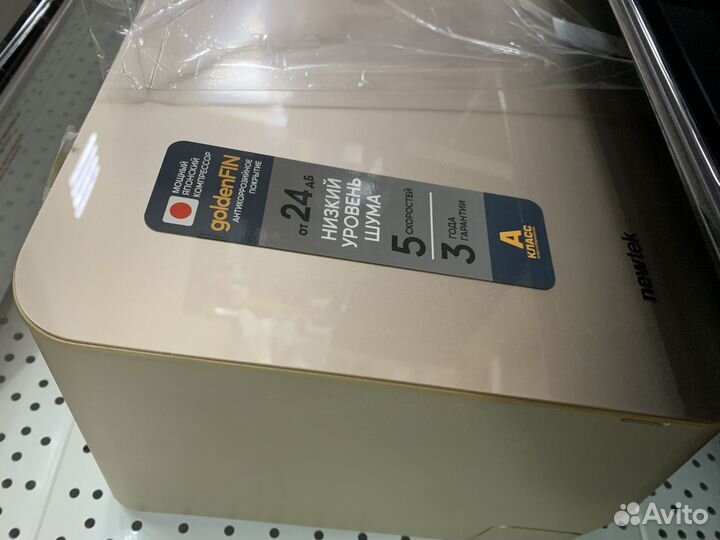 МОЩНЫЙ
ЯПОНСКИЙ
КОМПРЕССОР
goldenFIN
АНТИКОРРОЗИЙНОЕ
ПОКРЫТИЕ
ОТ 24 дБ
НИЗКИЙ
УРОВЕНЬ
ШУМА
5 СКОРОСТЕЙ
3 ГОДА
ГАРАНТИИ
А
КЛАСС
newtek
Avito